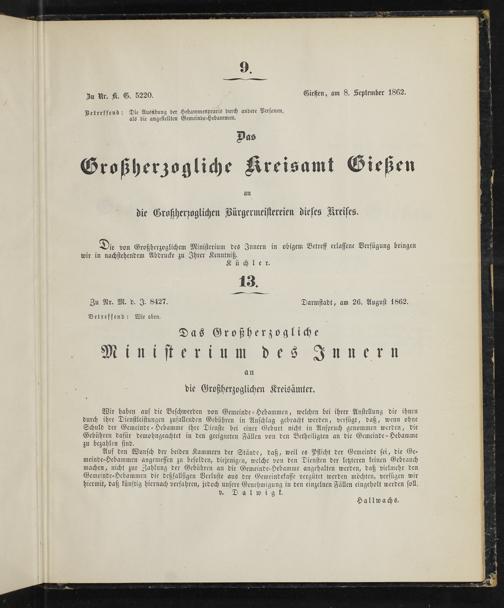 9.
Zu Nr. K. G. 5220.
Gießen, am 8. September 1862.
Betreffend: Die Ausübung der Hebammenpraxis durch andere Personen,
als die angestellten Gemeinde-Hebammen.
Das
Großherzogliche Kreisamt Gießen
an
die Großherzoglichen Bürgermeistereien dieses Kreises.
Die von Großherzoglichem Ministerium des Innern in obigem Betreff erlassene Verfügung bringen
wir in nachstehendem Abdrucke zu Ihrer Kenntniß.
Küchler.
13.
Zu Nr. M. d. J. 8427.
Darmstadt, am 26. August 1862.
Betreffend: Wie oben.
Das Großherzogliche
Ministerium des Innern
an
die Großherzoglichen Kreisämter.
Wir haben auf die Beschwerden von Gemeinde-Hebammen, welchen bei ihrer Anstellung die ihnen
durch ihre Dienstleistungen zufallenden Gebühren in Anschlag gebracht werden, verfügt, daß, wenn ohne
Schuld der Gemeinde-Hebamme ihre Dienste bei einer Geburt nicht in Anspruch genommen werden, die
Gebühren dafür demohngeachtet in den geeigneten Fällen von den Betheiligten an die Gemeinde-Hebamme
zu bezahlen sind.
Auf den Wunsch der beiden Kammern der Stände, daß, weil es Pflicht der Gemeinde sei, die Ge-
meinde-Hebammen angemessen zu besolden, diejenigen, welche von den Diensten der letzteren keinen Gebrauch
machen, nicht zur Zahlung der Gebühren an die Gemeinde-Hebamme angehalten werden, daß vielmehr den
Gemeinde-Hebammen die deßfallsigen Verluste aus der Gemeindekasse vergütet werden möchten, verfügen wir
hiermit, daß künftig hiernach verfahren, jedoch unsere Genehmigung in den einzelnen Fällen eingeholt werden soll.
v. Dalwigk.
Hallwachs.